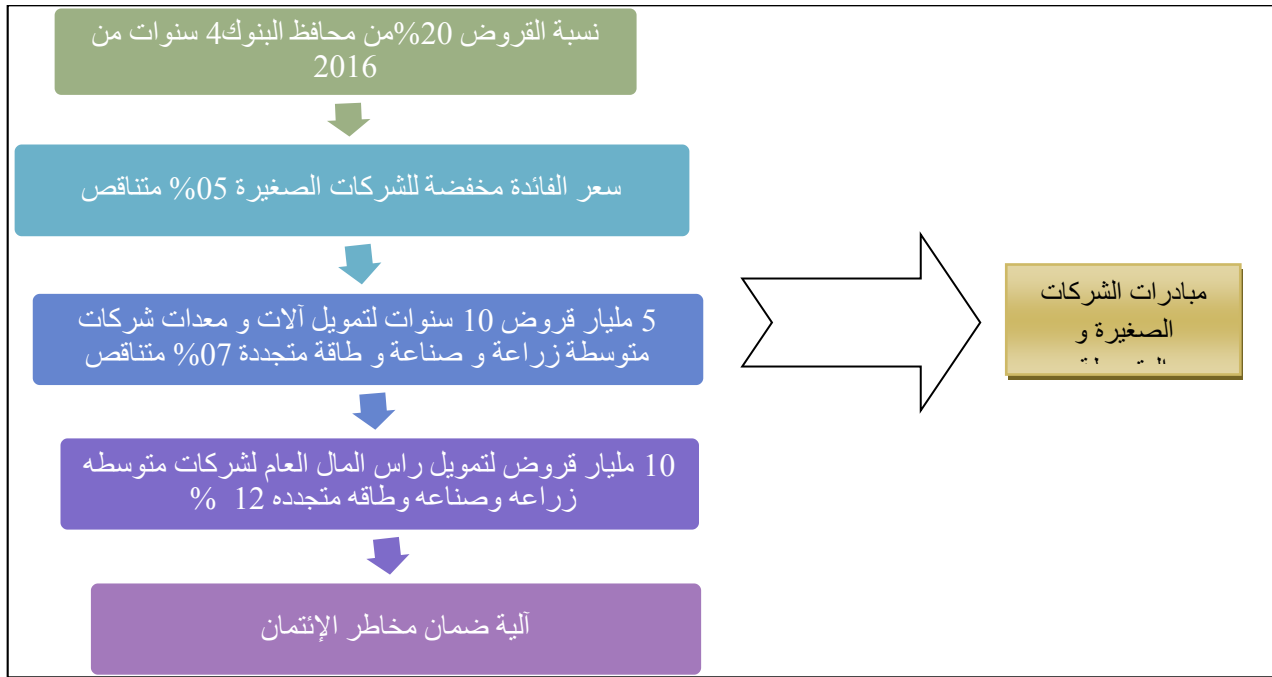 نسبة القروض 20%من محافظ البنوك4 سنوات من
2016
سعر الفائدة مخفضة للشركات الصغيرة 05% متناقص
5 مليار قروض 10 سنوات لتمويل آلات و معدات شركات
متوسطة زراعة و صناعة و طاقة متجددة 07% متناقص
10 مليار قروض لتمويل راس المال العام لشركات متوسطه
زراعه وصناعه وطاقه متجدده 12 %
آلية ضمان مخاطر الإئتمان
مبادرات الشركات
الصغيرة و